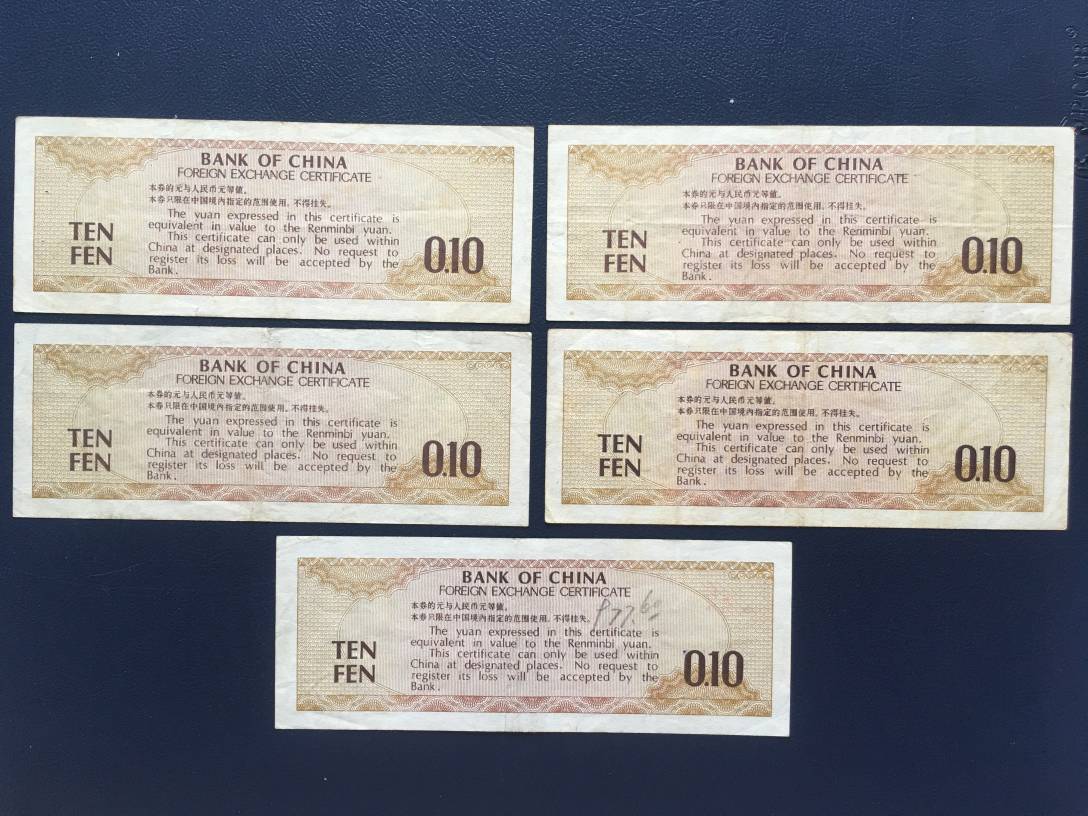 BANK OF CHINA
FOREIGN EXCHANGE CERTIFICATE
本券的元与人民币元等值。
本券只限在中国境内指定的范围使用,不得挂失。
The yuan expressed in this certificate is
equivalent in value to the Renminbi yuan.
This certificate can only be used within
China at designated places. No request to
register its loss will be accepted by the
Bank.
TEN
FEN
0.10
BANK OF CHINA
FOREIGN EXCHANGE CERTIFICATE
本券的元与人民币元等值。
本券只限在中国境内指定的范围使用,不得挂失。
The yuan expressed in this certificate is
equivalent in value to the Renminbi yuan.
This certificate can only be used within
China at designated places. No request to
register its loss will be accepted by the
Bank.
TEN
FEN
0.10
BANK OF CHINA
FOREIGN EXCHANGE CERTIFICATE
本券的元与人民币元等值。
本券只限在中国境内指定的范围使用,不得挂失。
The yuan expressed in this certificate is
equivalent in value to the Renminbi yuan.
This certificate can only be used within
China at designated places. No request to
register its loss will be accepted by the
Bank.
TEN
FEN
0.10
BANK OF CHINA
FOREIGN EXCHANGE CERTIFICATE
本券的元与人民币元等值。
本券只限在中国境内指定的范围使用,不得挂失。
The yuan expressed in this certificate is
equivalent in value to the Renminbi yuan.
This certificate can only be used within
China at designated places. No request to
register its loss will be accepted by the
Bank.
TEN
FEN
0.10
BANK OF CHINA
FOREIGN EXCHANGE CERTIFICATE
本券的元与人民币元等值。
本券只限在中国境内指定的范围使用,不得挂失。
The yuan expressed in this certificate is
equivalent in value to the Renminbi yuan.
This certificate can only be used within
China at designated places. No request to
register its loss will be accepted by the
Bank.
TEN
FEN
0.10